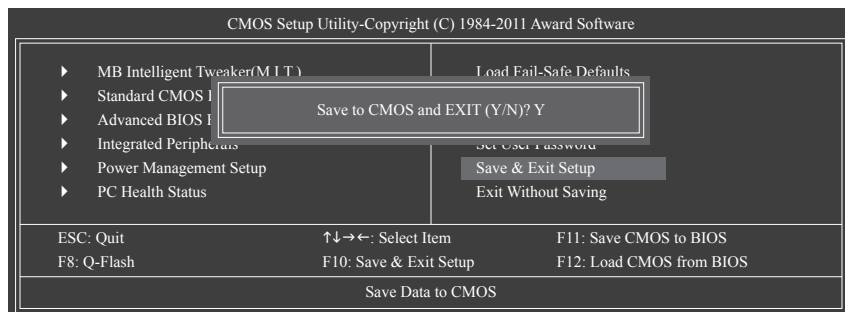 CMOS Setup Utility-Copyright (C) 1984-2011 Award Software
MB Intelligent Tweaker(M.I.T.)
Standard CMOS
Advanced BIOS
Integrated Peripherals
Power Management Setup
PC Health Status
Load Fail-Safe Defaults
Set User Password
Save & Exit Setup
Exit Without Saving
Save to CMOS and EXIT (Y/N)? Y
ESC: Quit ↑↓→←: Select Item F11: Save CMOS to BIOS
F8: Q-Flash F10: Save & Exit Setup F12: Load CMOS from BIOS
Save Data to CMOS